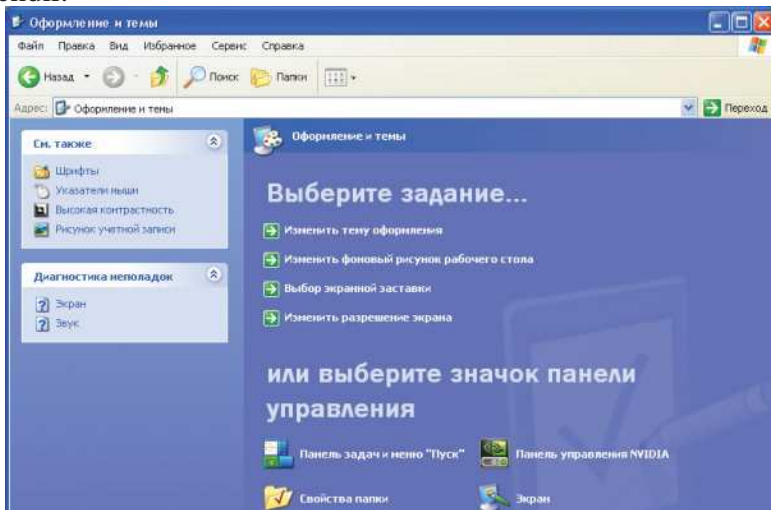 Оформление и темы
Файл Правка Вид Избранное Сервис Справка
Назад Поиск Папки
Адрес: Оформление и темы Переход
См. также
Шрифты
Указатели мыши
Высокая контрастность
Рисунок учетной записи
Диагностика неполадок
Экран
Звук
Оформление и темы
Выберите задание...
Изменить тему оформления
Изменить фоновый рисунок рабочего стола
Выбор экранной заставки
Изменить разрешение экрана
или выберите значок панели
управления
Панель задач и меню "Пуск" Панель управления NVIDIA
Свойства папки Экран